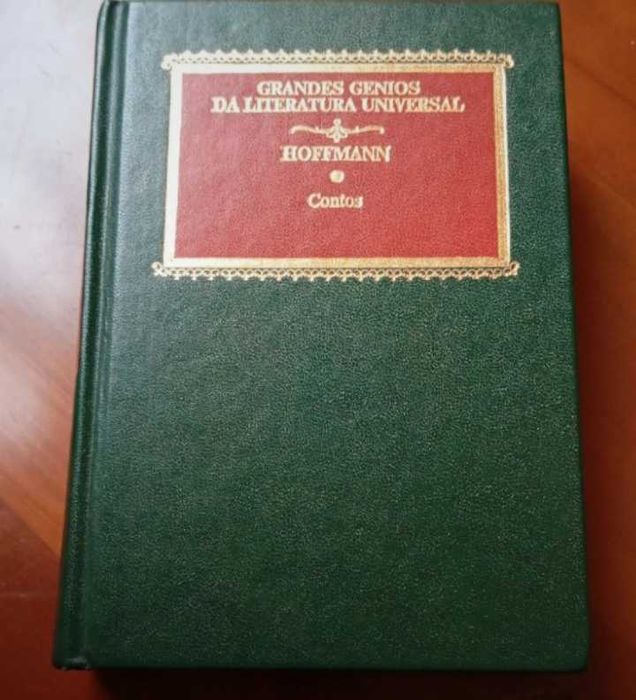 GRANDES GENIOS
DA LITERATURA UNIVERSAL
HOFFMANN
Contos